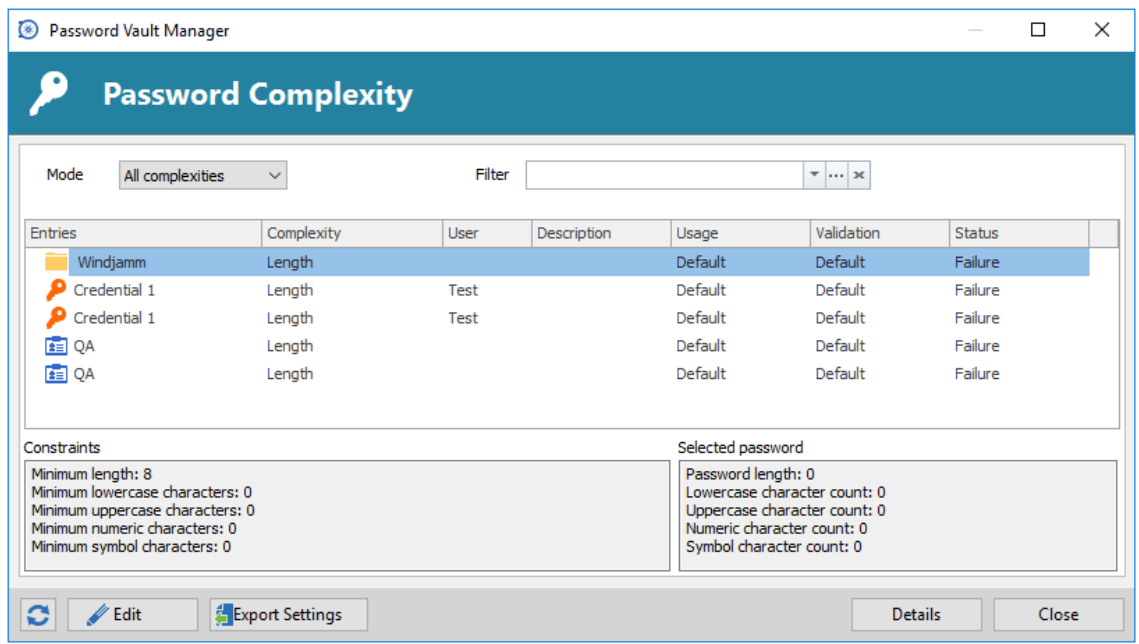 Password Vault Manager
Password Complexity
Mode All complexities Filter
Entries Complexity User Description Usage Validation Status
Windjamm Length Default Default Failure
Credential 1 Length Test Default Default Failure
Credential 1 Length Test Default Default Failure
QA Length Default Default Failure
QA Length Default Default Failure
Constraints Selected password
Minimum length: 8 Password length: 0
Minimum lowercase characters: 0 Lowercase character count: 0
Minimum uppercase characters: 0 Uppercase character count: 0
Minimum numeric characters: 0 Numeric character count: 0
Minimum symbol characters: 0 Symbol character count: 0
Edit Export Settings Details Close